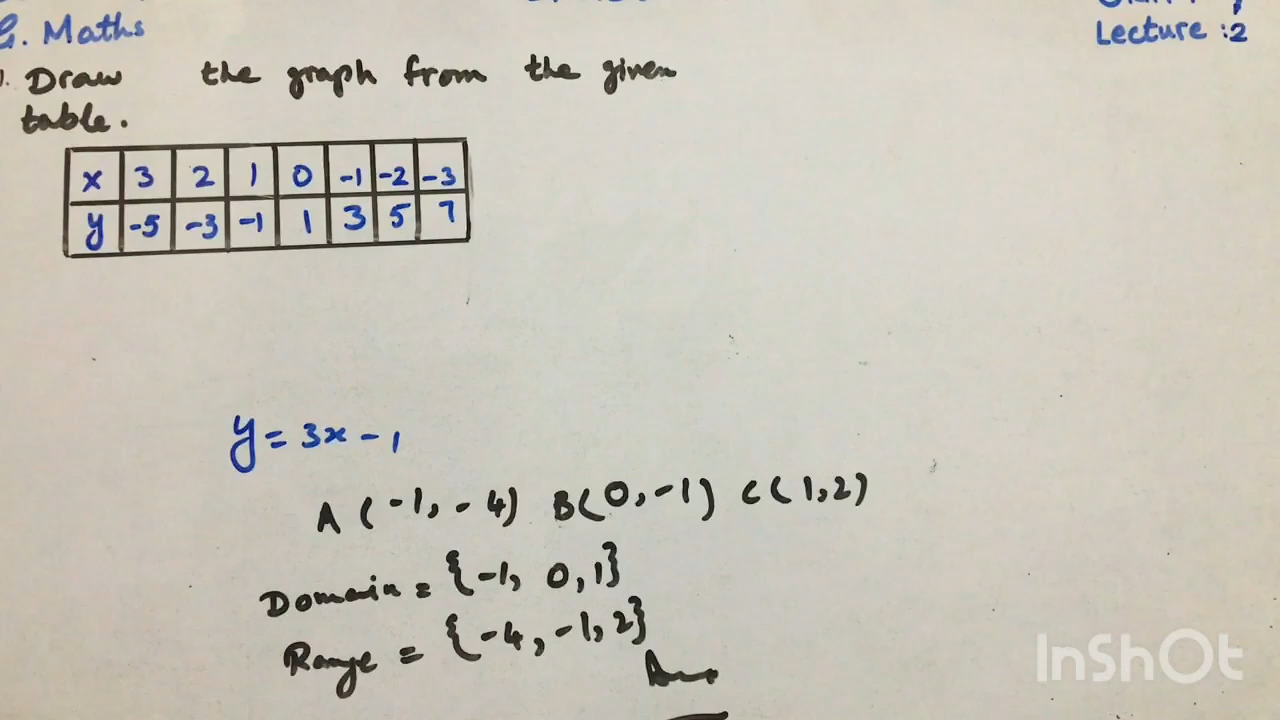 G. Maths
Lecture : 2
1. Draw the graph from the given
table.
x 3 2 1 0 -1 -2 -3
y -5 -3 -1 1 3 5 7
y = 3x - 1
A (-1, -4) B(0, -1) C(1, 2)
Domain = {-1, 0, 1}
Range = {-4, -1, 2}
Ans
InShOt